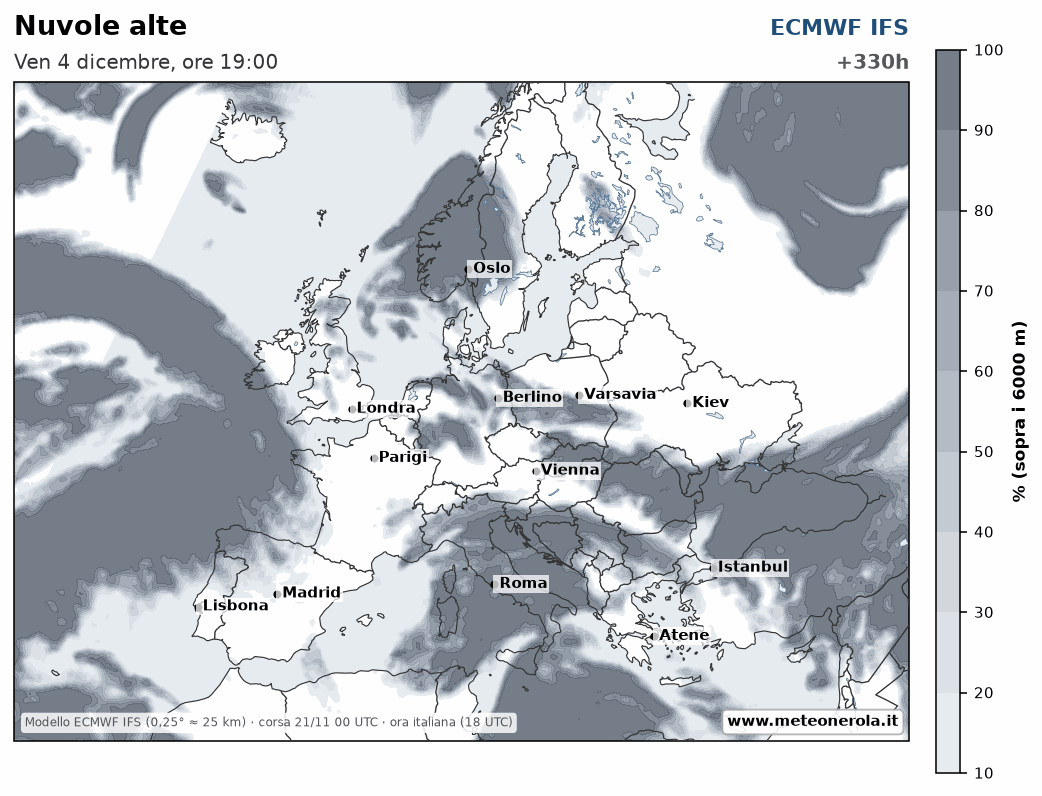 Nuvole alte
ECMWF IFS
Ven 4 dicembre, ore 19:00
+330h
100
90
80
70
60
50
40
30
20
10
% (sopra i 6000 m)
Oslo
Londra
Berlino
Varsavia
Kiev
Parigi
Vienna
Istanbul
Roma
Madrid
Lisbona
Atene
Modello ECMWF IFS (0,25° ≈ 25 km) · corsa 21/11 00 UTC · ora italiana (18 UTC)
www.meteonerola.it